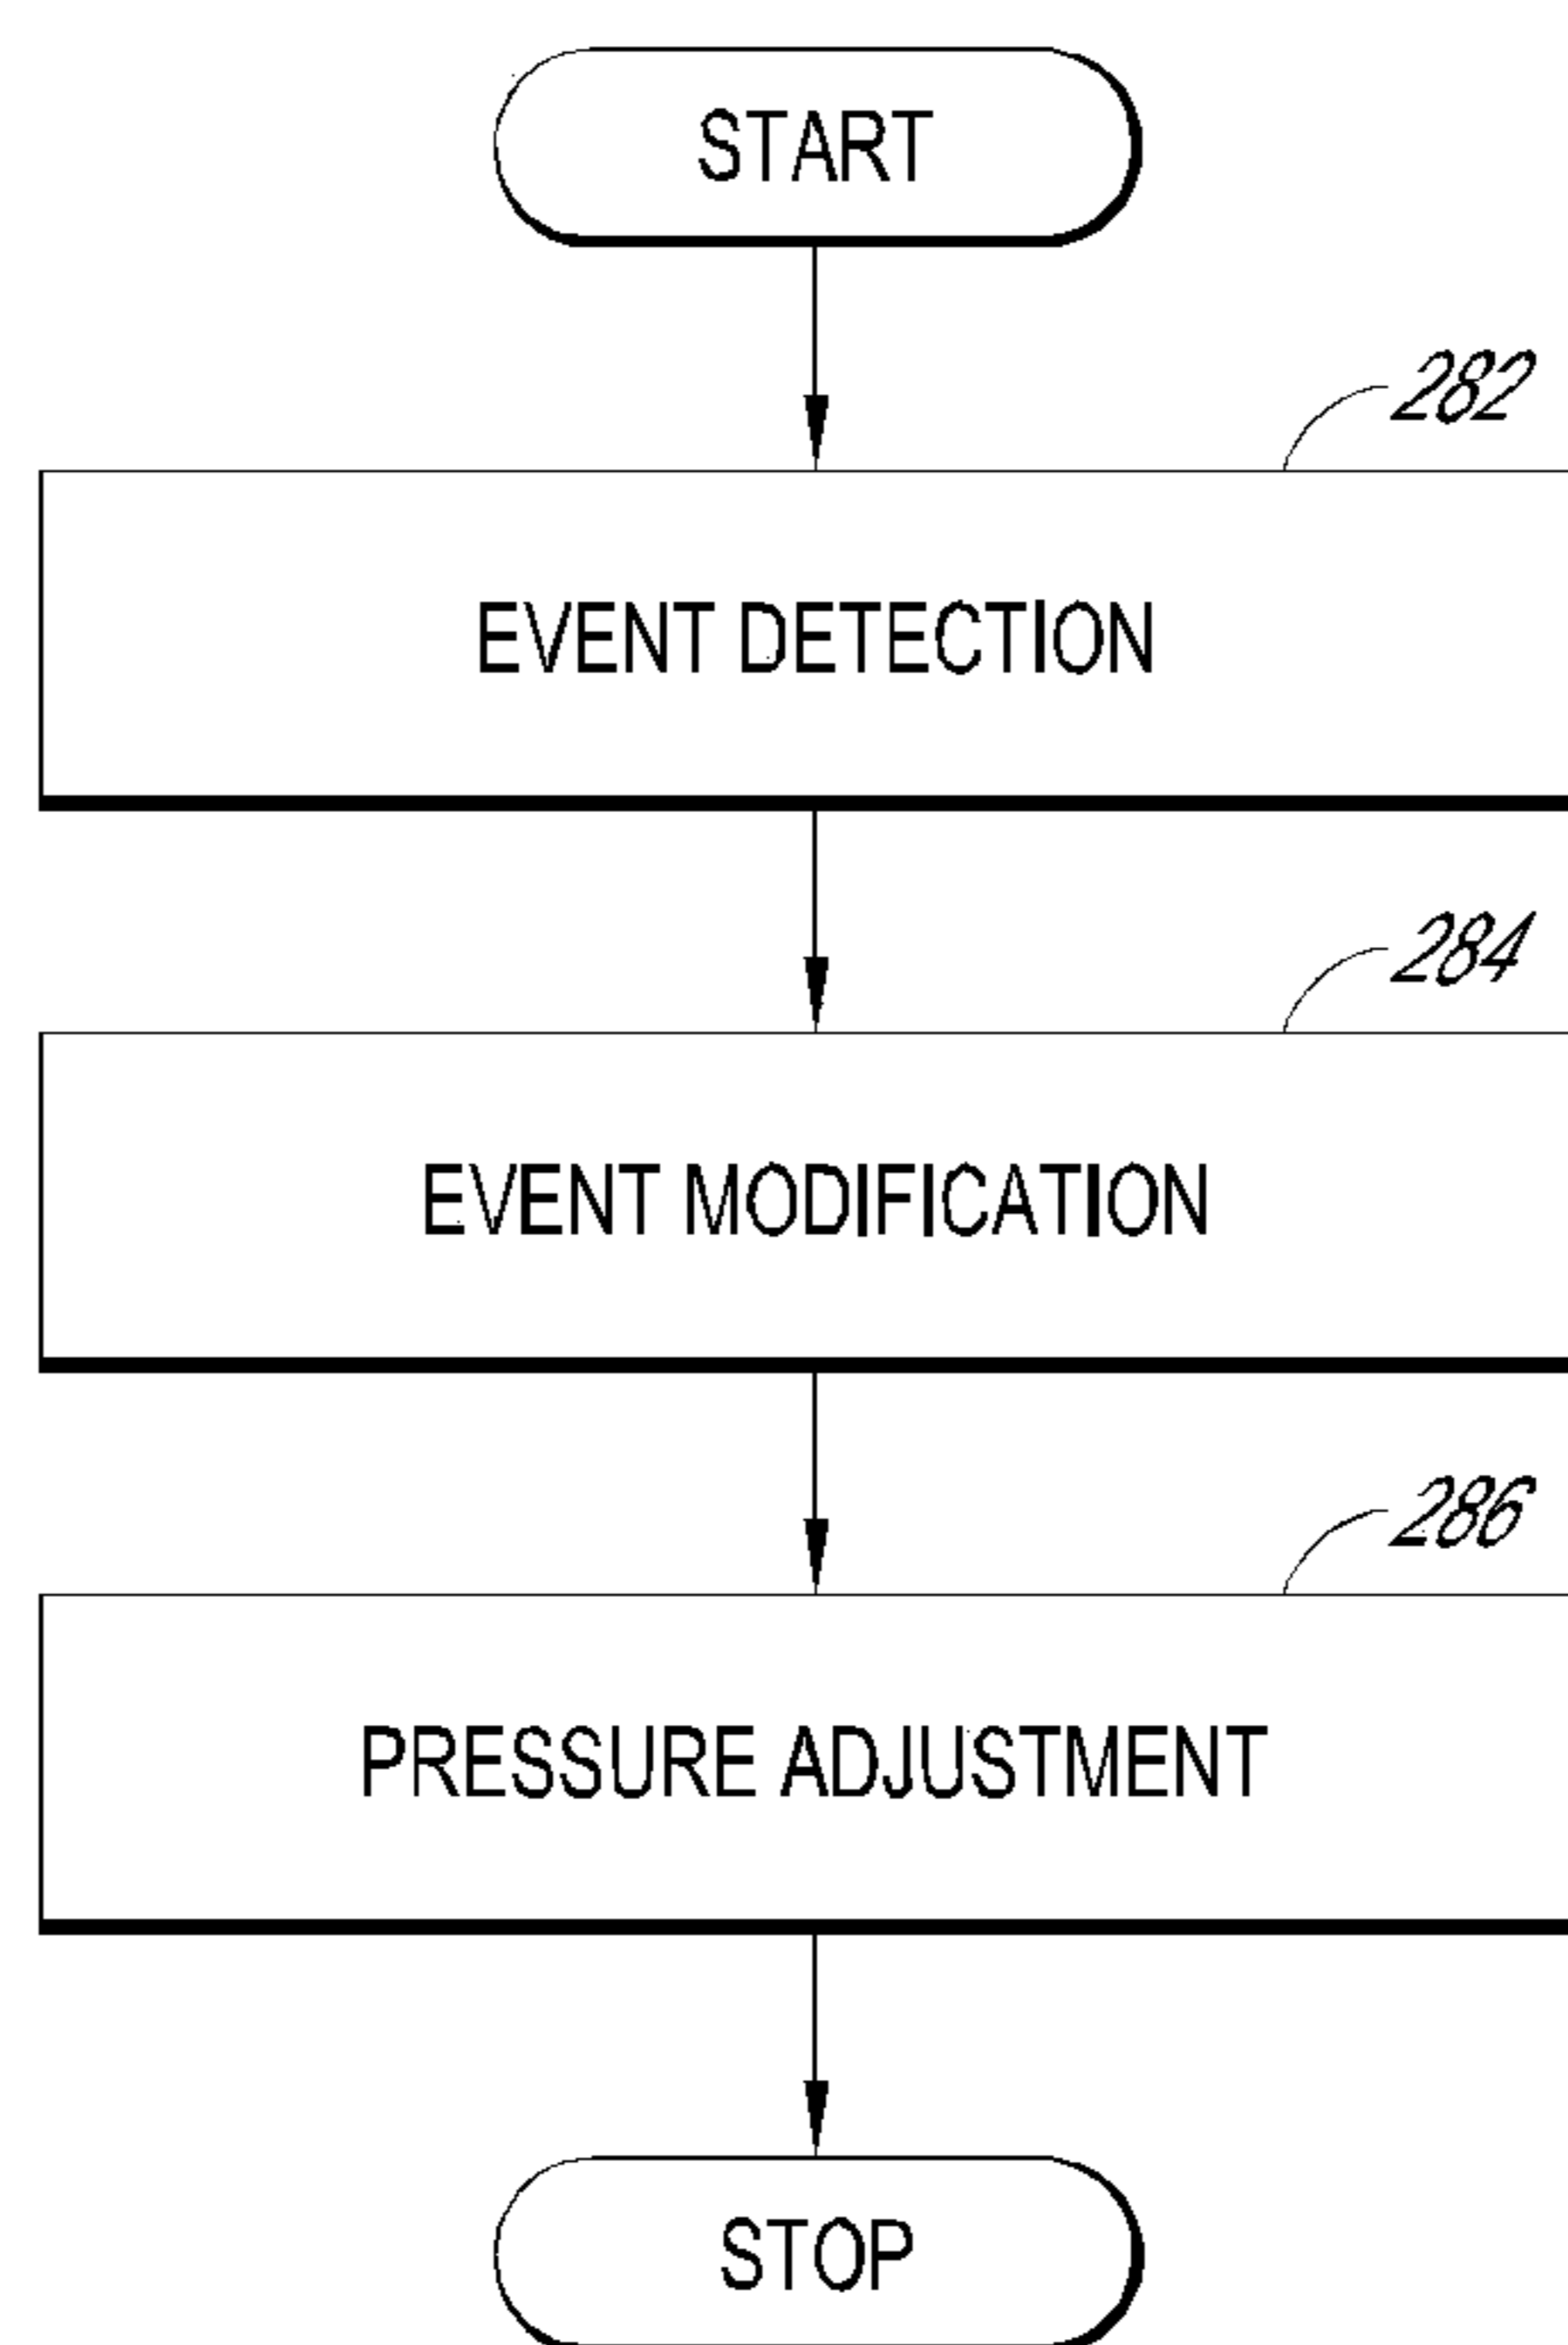 START
282
EVENT DETECTION
284
EVENT MODIFICATION
286
PRESSURE ADJUSTMENT
STOP